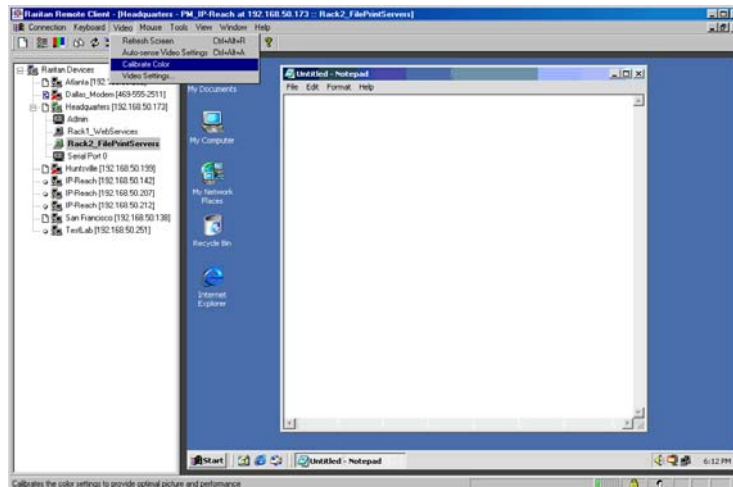 Raritan Remote Client - [Headquarters - PM_IP-Reach at 192.168.50.173 :: Rack2_FilePrintServers]
Connection Keyboard Video Mouse Tools View Window Help
Refresh Screen Ctrl+Alt+R
Auto-sense Video Settings Ctrl+Alt+A
Calibrate Color
Video Settings...
Raritan Devices
Atlanta [192.
Dallas_Modem [469-555-2511]
Headquarters [192.168.50.173]
Admin
Rack1_WebServices
Rack2_FilePrintServers
Serial Port 0
Huntsville [192.168.50.199]
IP-Reach [192.168.50.142]
IP-Reach [192.168.50.207]
IP-Reach [192.168.50.212]
San Francisco [192.168.50.138]
TestLab [192.168.50.251]
My Documents
My Computer
My Network
Places
Recycle Bin
Internet
Explorer
Untitled - Notepad
File Edit Format Help
Start Untitled - Notepad 6:12 PM
Calibrates the color settings to provide optimal picture and performance